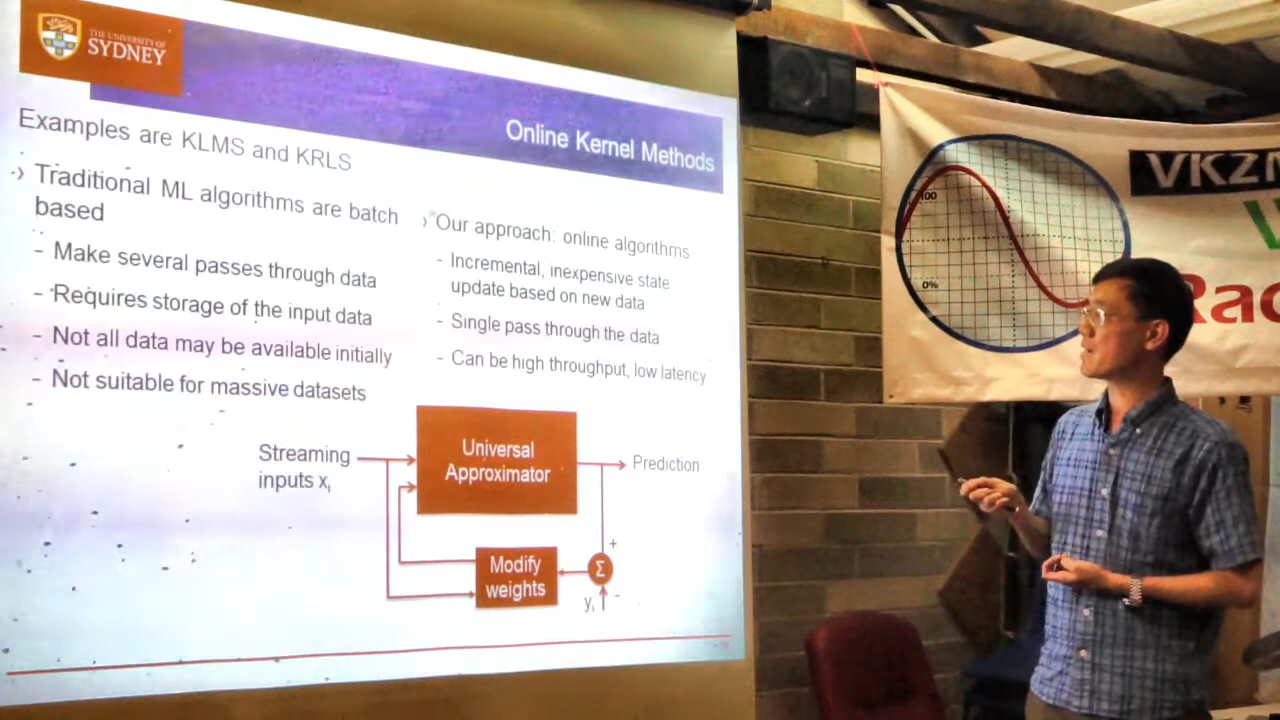 THE UNIVERSITY OF
SYDNEY
Online Kernel Methods
Examples are KLMS and KRLS
› Traditional ML algorithms are batch
based
- Make several passes through data
- Requires storage of the input data
- Not all data may be available initially
- Not suitable for massive datasets
› Our approach: online algorithms
- Incremental, inexpensive state
update based on new data
- Single pass through the data
- Can be high throughput, low latency
Streaming
inputs xᵢ
Universal
Approximator
Prediction
Modify
weights
+
Σ
yᵢ
-
100
0%
VK2